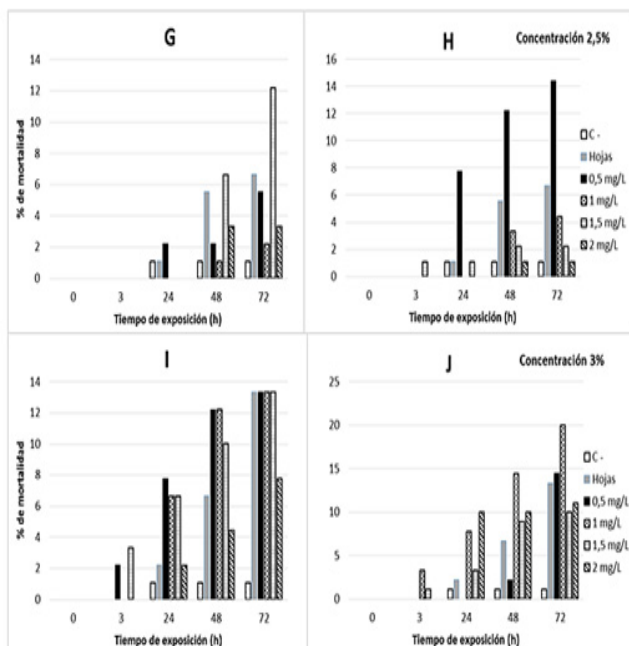 G
14
12
10
8
6
4
2
0
% de mortalidad
0 3 24 48 72
Tiempo de exposición (h)
H
Concentración 2,5%
16
14
12
10
8
6
4
2
0
0 3 24 48 72
Tiempo de exposición (h)
C -
Hojas
0,5 mg/L
1 mg/L
1,5 mg/L
2 mg/L
I
14
12
10
8
6
4
2
0
% de mortalidad
0 3 24 48 72
Tiempo de exposición (h)
J
Concentración 3%
25
20
15
10
5
0
0 3 24 48 72
Tiempo de exposición (h)
C -
Hojas
0,5 mg/L
1 mg/L
1,5 mg/L
2 mg/L